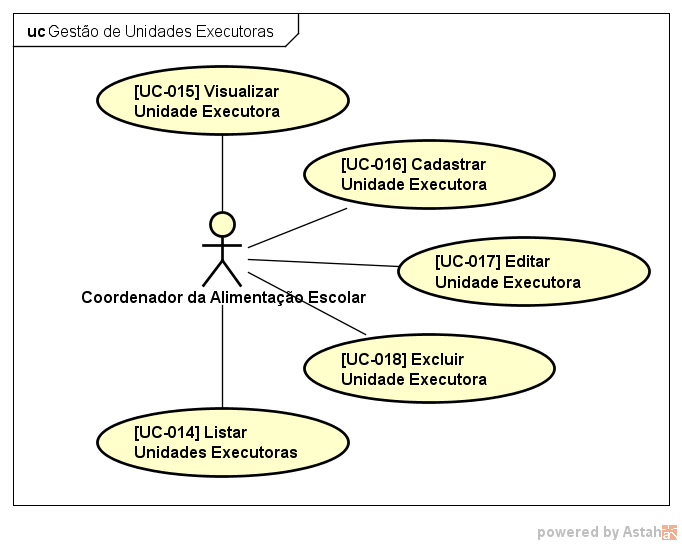 uc Gestão de Unidades Executoras
[UC-015] Visualizar
Unidade Executora
[UC-016] Cadastrar
Unidade Executora
[UC-017] Editar
Unidade Executora
Coordenador da Alimentação Escolar
[UC-018] Excluir
Unidade Executora
[UC-014] Listar
Unidades Executoras
powered by Astah